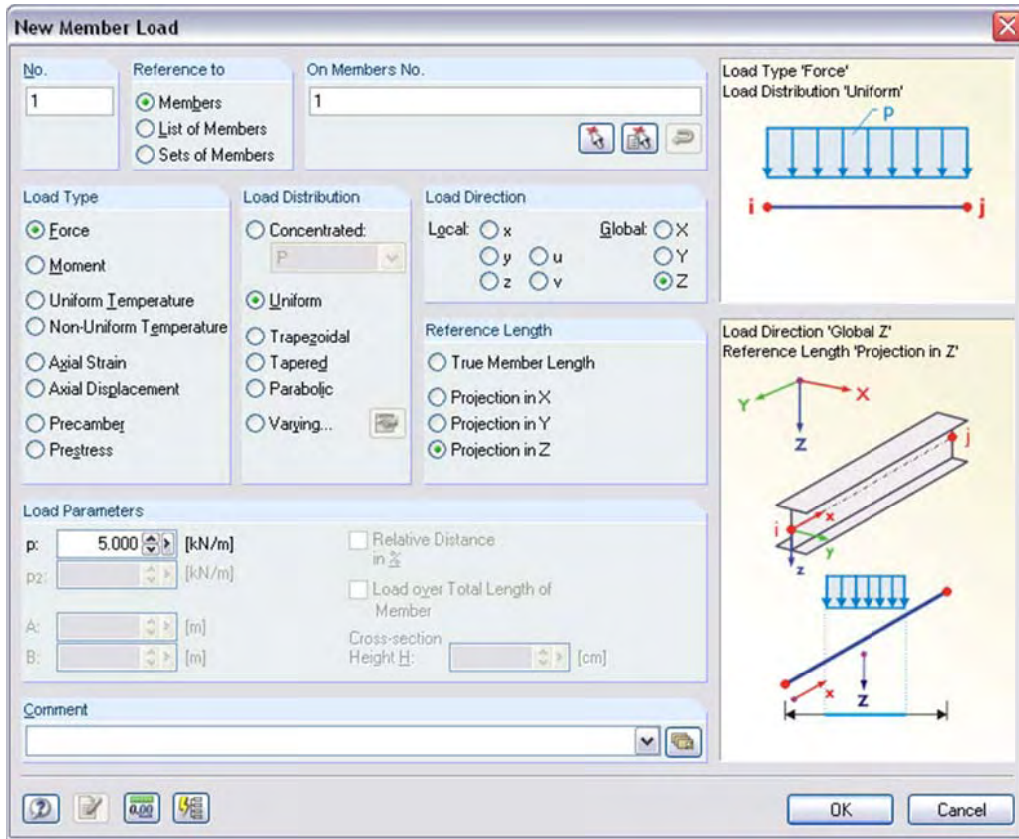 New Member Load
No.
1
Reference to
Members
List of Members
Sets of Members
On Members No.
1
Load Type
Force
Moment
Uniform Temperature
Non-Uniform Temperature
Axial Strain
Axial Displacement
Precamber
Prestress
Load Distribution
Concentrated:
P
Uniform
Trapezoidal
Tapered
Parabolic
Varying...
Load Direction
Local: x
y u
z v
Global: X
Y
Z
Reference Length
True Member Length
Projection in X
Projection in Y
Projection in Z
Load Parameters
p: 5.000 [kN/m]
p2: [kN/m]
A: [m]
B: [m]
Relative Distance
in %
Load over Total Length of
Member
Cross-section
Height H: [cm]
Comment
Load Type 'Force'
Load Distribution 'Uniform'
p
i j
Load Direction 'Global Z'
Reference Length 'Projection in Z'
Y X
Z
j
i x
y
z
x Z
0.00
OK Cancel